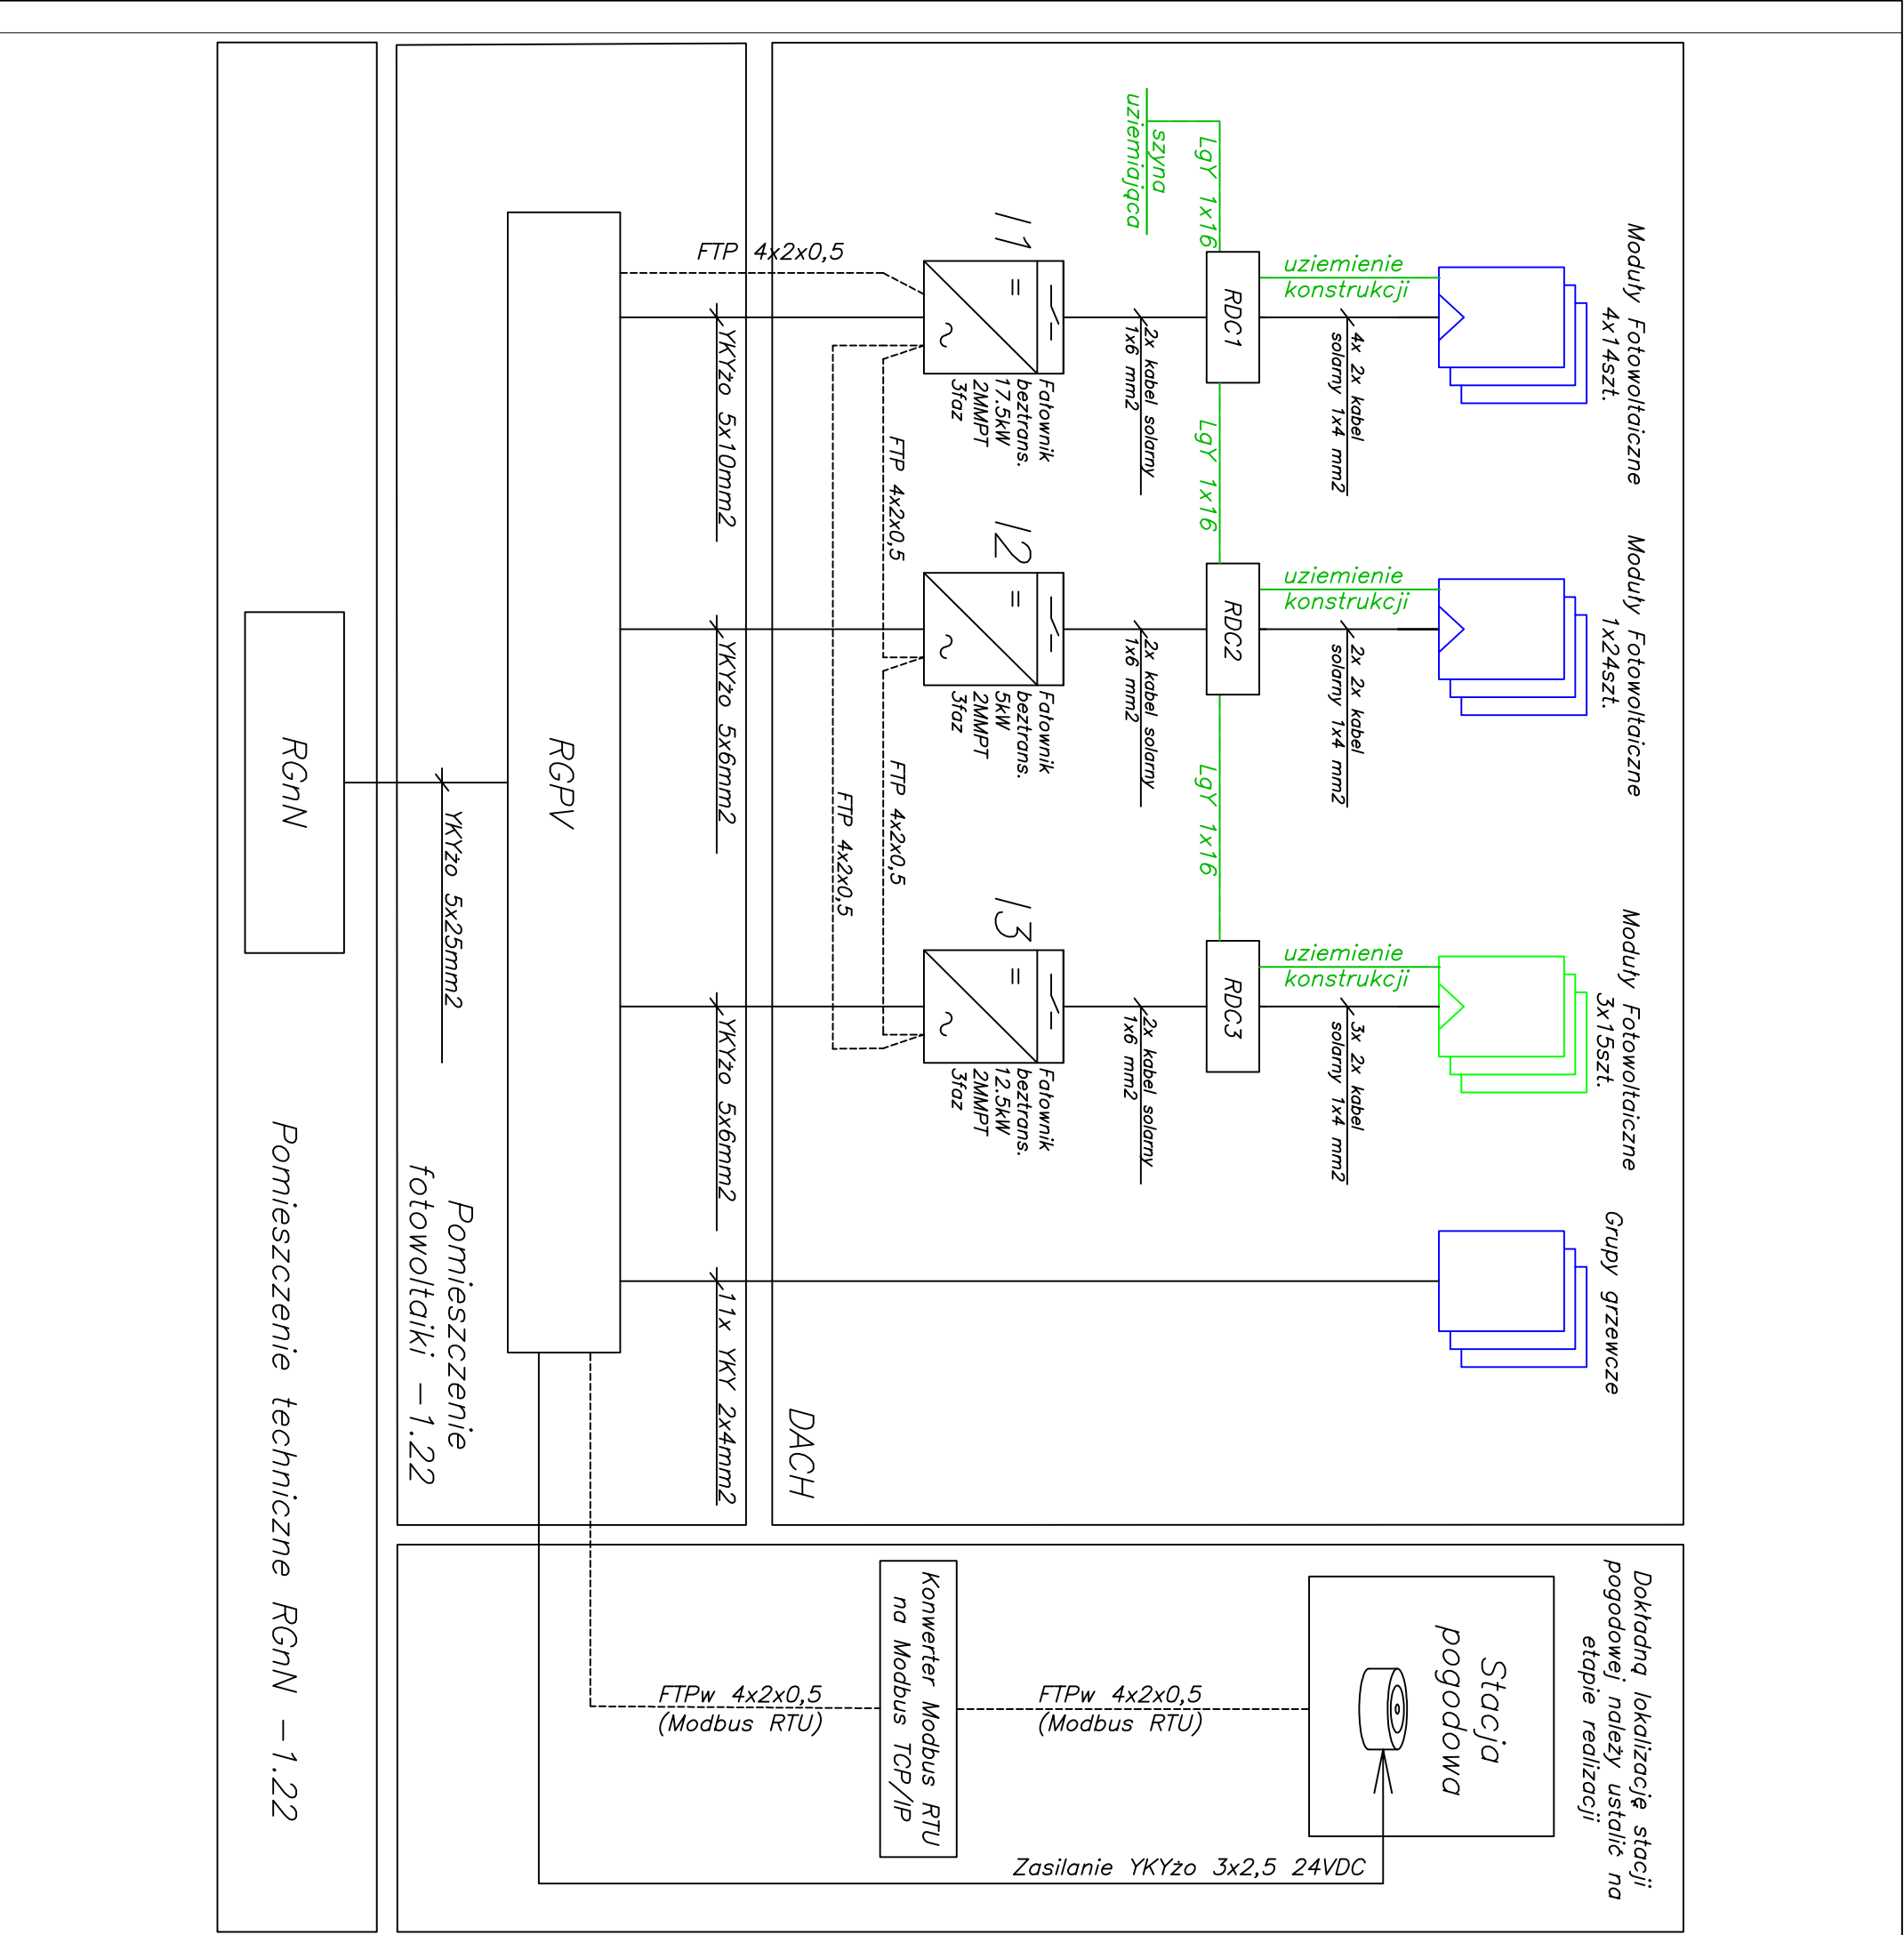 Moduły Fotowoltaiczne
4x14szt.
Moduły Fotowoltaiczne
1x24szt.
Moduły Fotowoltaiczne
3x15szt.
Grupy grzewcze
uziemienie
konstrukcji
4x 2x kabel
solarny 1x4 mm2
uziemienie
konstrukcji
2x 2x kabel
solarny 1x4 mm2
uziemienie
konstrukcji
3x 2x kabel
solarny 1x4 mm2
LgY 1x16
szyna
uziemiająca
RDC1
LgY 1x16
RDC2
LgY 1x16
RDC3
2x kabel solarny
1x6 mm2
2x kabel solarny
1x6 mm2
2x kabel solarny
1x6 mm2
I1
=
~
Fałownik
beztrans.
17.5kW
2MMPT
3faz
I2
=
~
Fałownik
beztrans.
5kW
2MMPT
3faz
I3
=
~
Fałownik
beztrans.
12.5kW
2MMPT
3faz
FTP 4x2x0,5
FTP 4x2x0,5
FTP 4x2x0,5
FTP 4x2x0,5
DACH
YKYżo 5x10mm2
YKYżo 5x6mm2
YKYżo 5x6mm2
11x YKY 2x4mm2
RGPV
Pomieszczenie
fotowoltaiki -1.22
YKYżo 5x25mm2
RGnN
Pomieszczenie techniczne RGnN -1.22
Dokładną lokalizację stacji
pogodowej należy ustalić na
etapie realizacji
Stacja
pogodowa
FTPw 4x2x0,5
(Modbus RTU)
Konwerter Modbus RTU
na Modbus TCP/IP
FTPw 4x2x0,5
(Modbus RTU)
Zasilanie YKYżo 3x2,5 24VDC